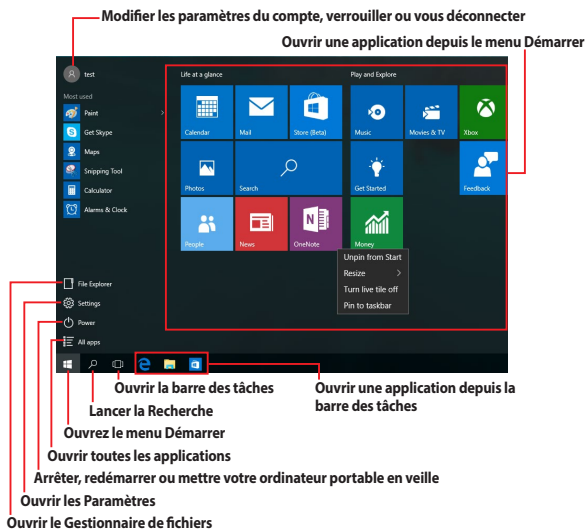 Modifier les paramètres du compte, verrouiller ou vous déconnecter
Ouvrir une application depuis le menu Démarrer
test
Most used
Paint
Get Skype
Maps
Snipping Tool
Calculator
Alarms & Clock
File Explorer
Settings
Power
All apps
Life at a glance
Play and Explore
Calendar
Mail
Store (Beta)
Music
Movies & TV
Xbox
Photos
Search
Get Started
Feedback
People
News
OneNote
Money
Unpin from Start
Resize
Turn live tile off
Pin to taskbar
Ouvrir la barre des tâches
Ouvrir une application depuis la
barre des tâches
Lancer la Recherche
Ouvrez le menu Démarrer
Ouvrir toutes les applications
Arrêter, redémarrer ou mettre votre ordinateur portable en veille
Ouvrir les Paramètres
Ouvrir le Gestionnaire de fichiers